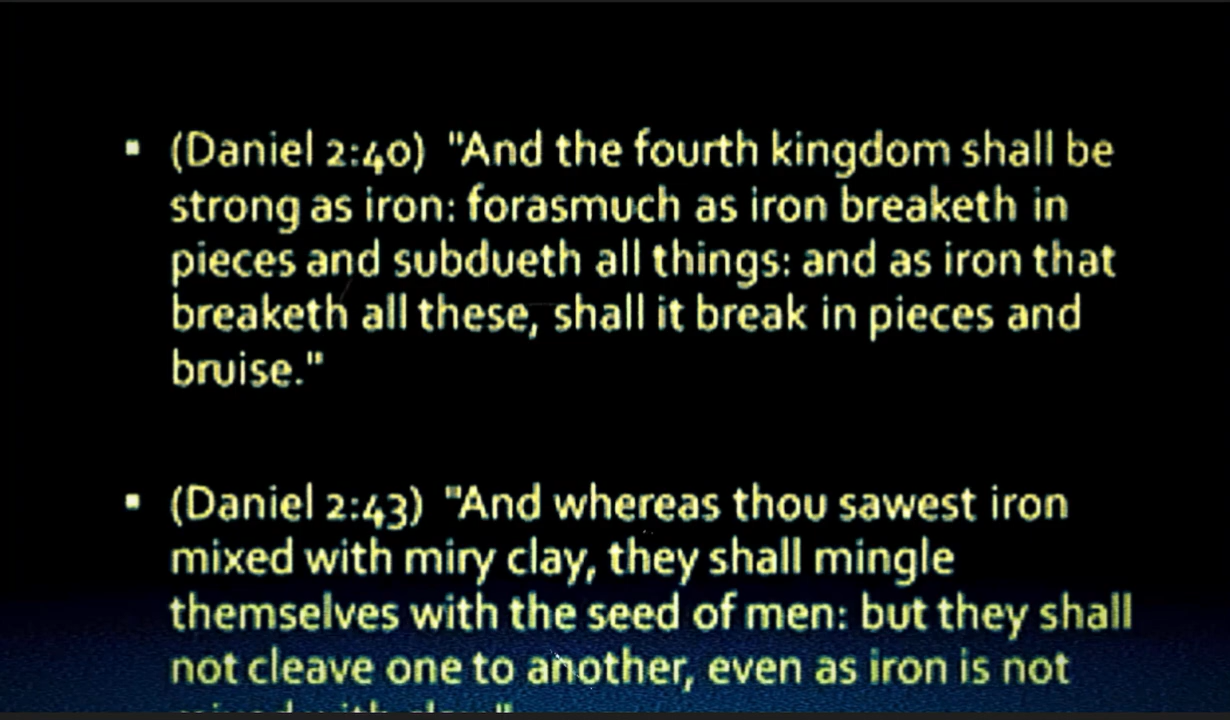 ▪ (Daniel 2:40) "And the fourth kingdom shall be
strong as iron: forasmuch as iron breaketh in
pieces and subdueth all things: and as iron that
breaketh all these, shall it break in pieces and
bruise."
▪ (Daniel 2:43) "And whereas thou sawest iron
mixed with miry clay, they shall mingle
themselves with the seed of men: but they shall
not cleave one to another, even as iron is not
mixed with clay."